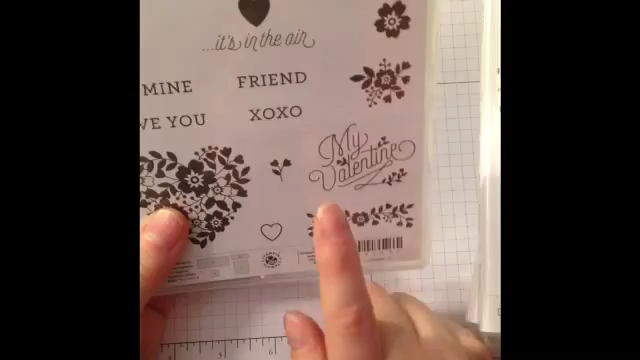 ...it's in the air
MINE
FRIEND
VE YOU
XOXO
My
Valentine
5
6